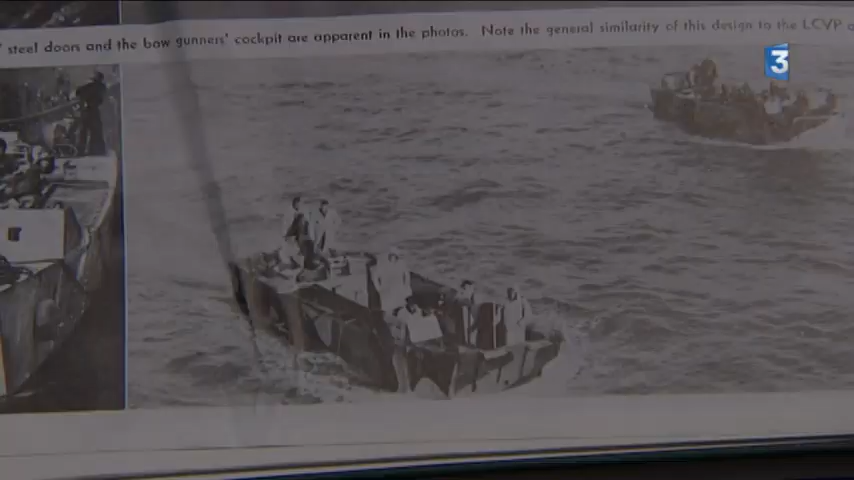 steel doors and the bow gunners' cockpit are apparent in the photos. Note the general similarity of this design to the LCVP
3